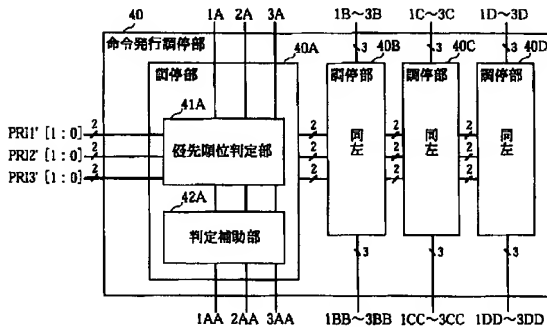 40
1A 2A 3A 1B～3B 1C～3C 1D～3D
命令発行調停部 40A 3 40B 3 40C 3 40D
調停部 調停部 調停部 調停部
41A
PRI1' [1：0] 2 2 2 2
PRI2' [1：0] 2 優先順位判定部 2 同左 2 同左 2 同左
PRI3' [1：0] 2 2 2 2
42A
判定補助部
3 3 3
1AA 2AA 3AA 1BB～3BB 1CC～3CC 1DD～3DD